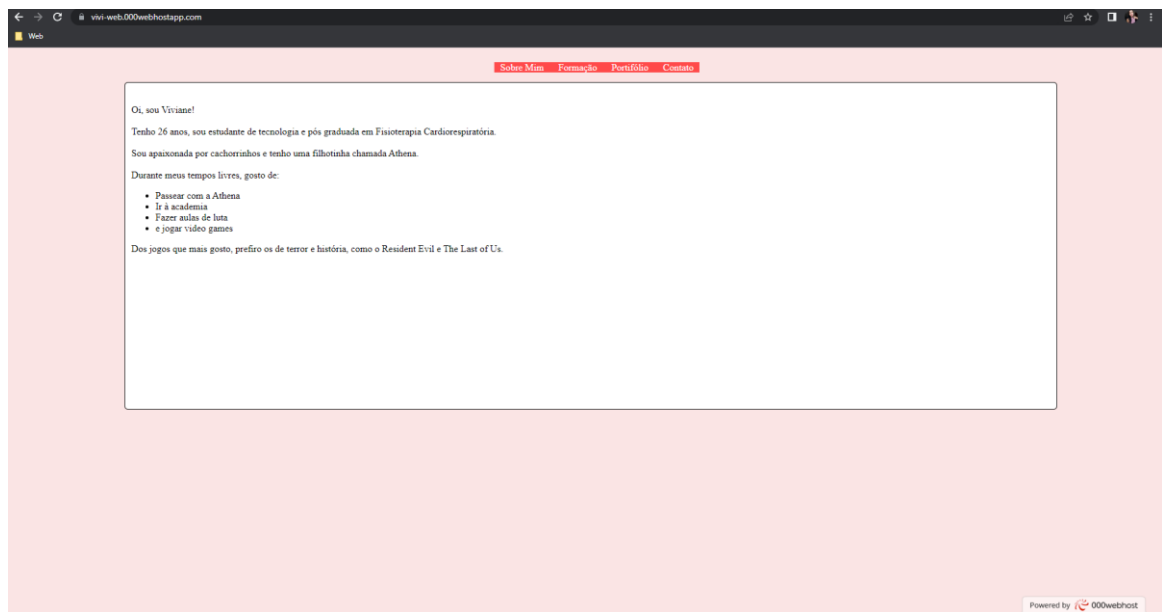 vivi-web.000webhostapp.com
Web
Sobre Mim Formação Portifólio Contato
Oi, sou Viviane!
Tenho 26 anos, sou estudante de tecnologia e pós graduada em Fisioterapia Cardiorespiratória.
Sou apaixonada por cachorrinhos e tenho uma filhotinha chamada Athena.
Durante meus tempos livres, gosto de:
Passear com a Athena
Ir à academia
Fazer aulas de luta
e jogar video games
Dos jogos que mais gosto, prefiro os de terror e história, como o Resident Evil e The Last of Us.
Powered by 000webhost